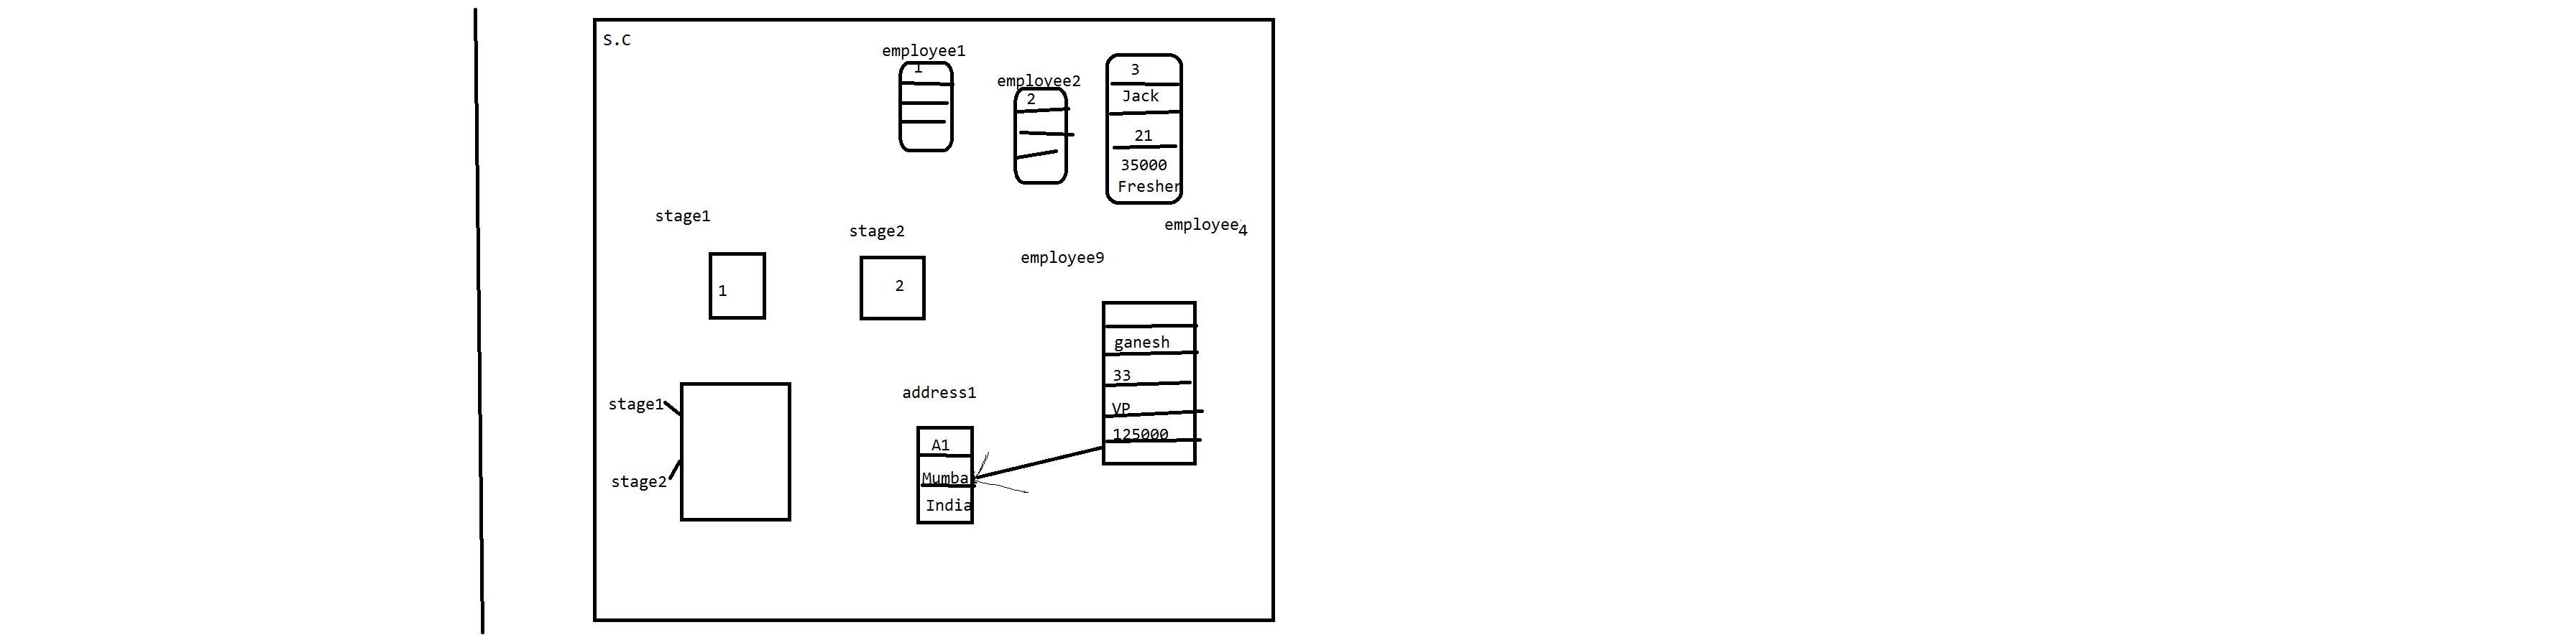 S.C
employee1
1
employee2
2
3
Jack
21
35000
Fresher
employee4
stage1
stage2
employee9
1
2
ganesh
33
VP
125000
stage1
stage2
address1
A1
Mumbai
India